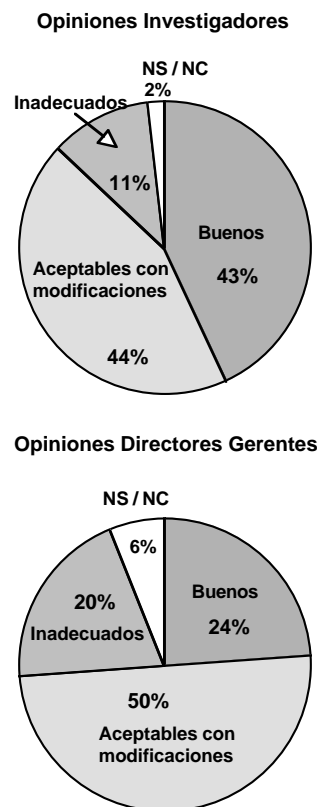 Opiniones Investigadores
NS / NC
2%
Inadecuados
11%
Buenos
43%
Aceptables con
modificaciones
44%
Opiniones Directores Gerentes
NS / NC
6%
Buenos
24%
20%
Inadecuados
50%
Aceptables con
modificaciones